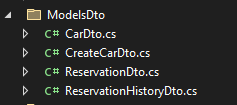 ModelsDto
C# CarDto.cs
C# CreateCarDto.cs
C# ReservationDto.cs
C# ReservationHistoryDto.cs